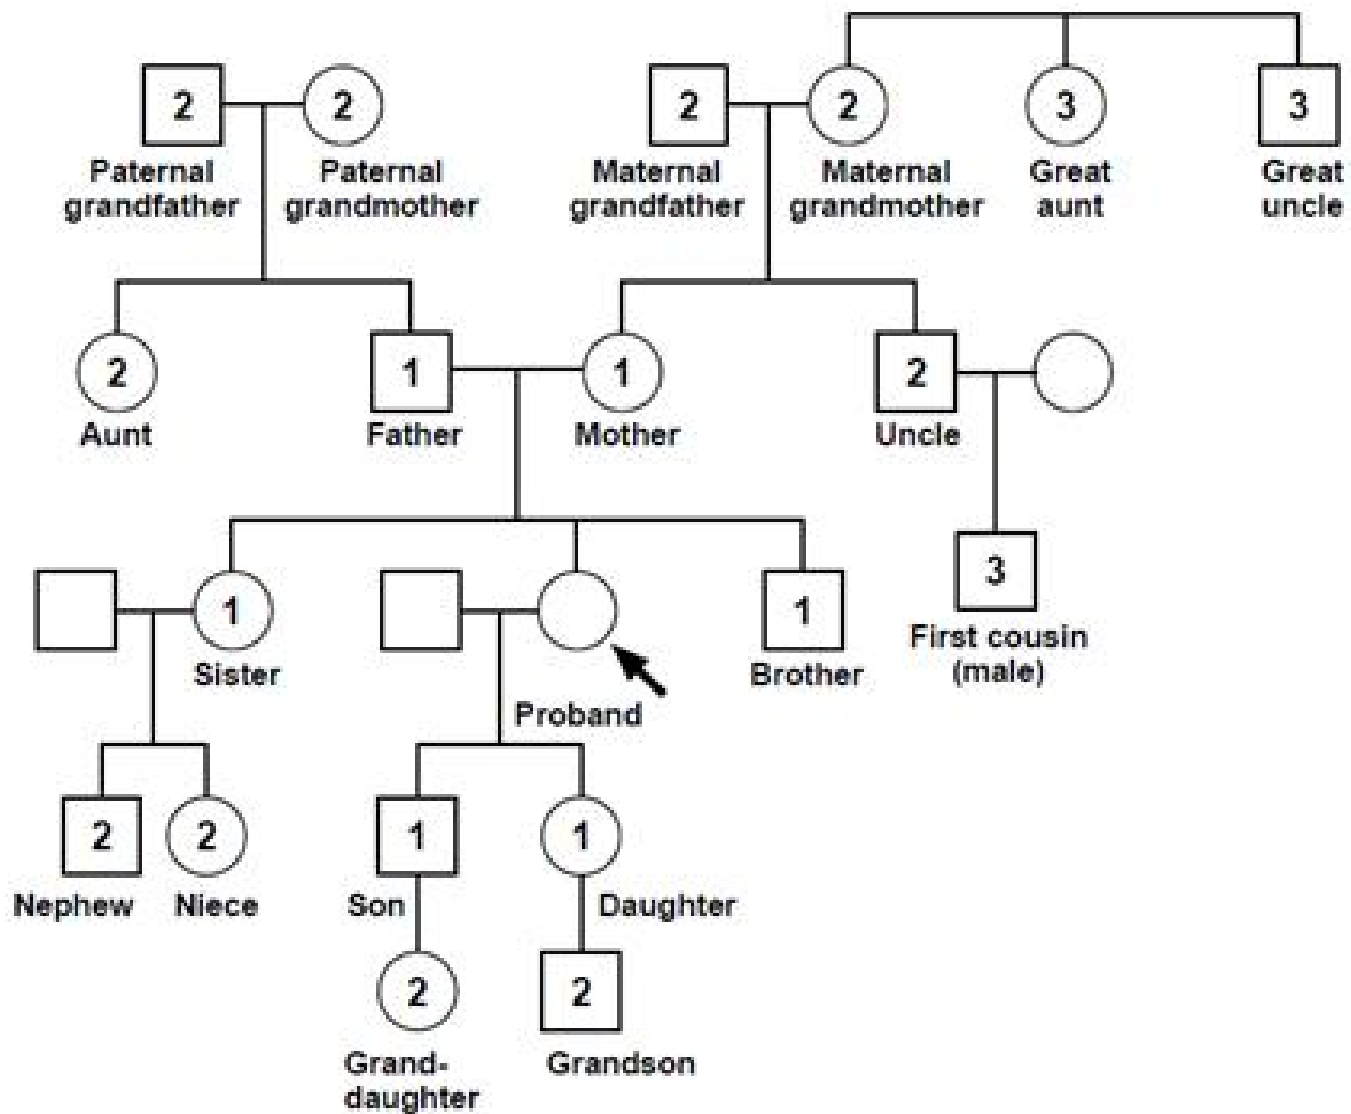 2 2 2 2 3 3
Paternal grandfather
Paternal grandmother
Maternal grandfather
Maternal grandmother
Great aunt
Great uncle
2 1 1 2
Aunt
Father
Mother
Uncle
3
First cousin
(male)
1 1
Sister
Brother
Proband
2 2 1 1
Nephew
Niece
Son
Daughter
2 2
Grand-
daughter
Grandson